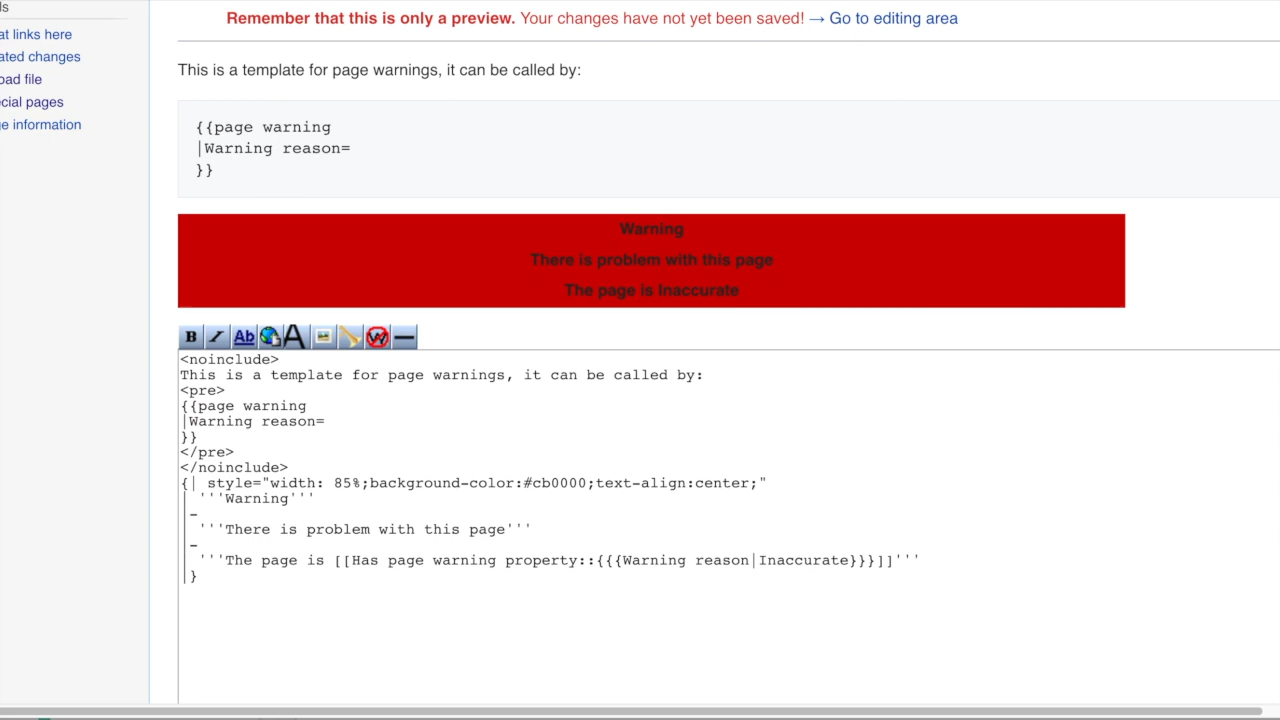 Remember that this is only a preview. Your changes have not yet been saved! → Go to editing area
ls
at links here
ated changes
oad file
cial pages
e information
This is a template for page warnings, it can be called by:
{{page warning
|Warning reason=
}}
Warning
There is problem with this page
The page is Inaccurate
B I Ab A W
<noinclude>
This is a template for page warnings, it can be called by:
<pre>
{{page warning
|Warning reason=
}}
</pre>
</noinclude>
{| style="width: 85%;background-color:#cb0000;text-align:center;"
| '''Warning'''
|-
| '''There is problem with this page'''
|-
| '''The page is [[Has page warning property::{{{Warning reason|Inaccurate}}}]]'''
|}